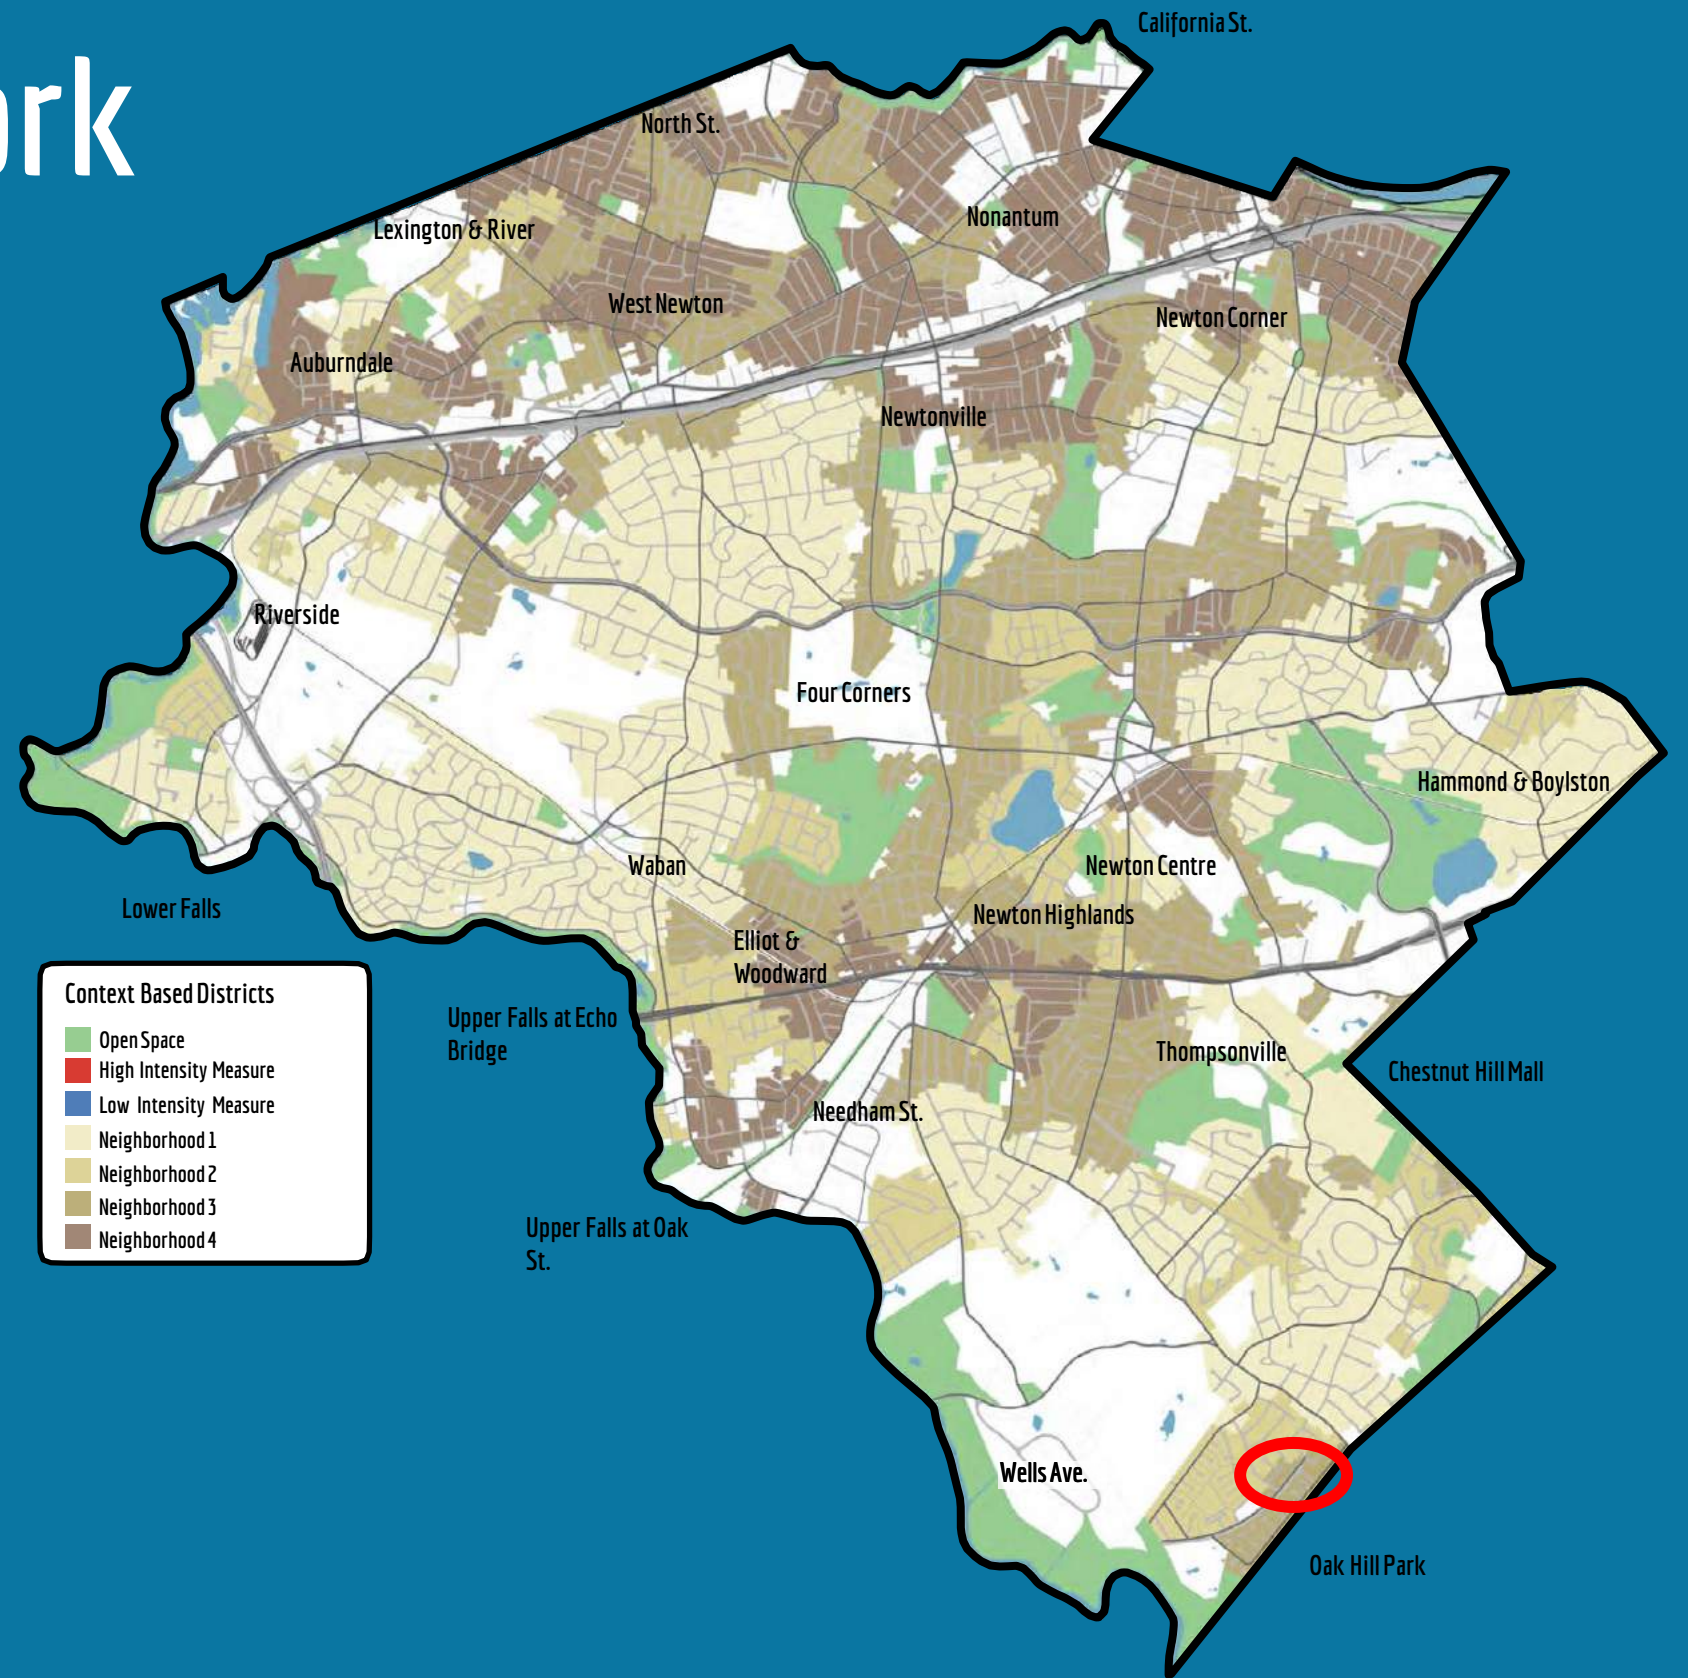 ork
California St.
North St.
Lexington & River
Nonantum
West Newton
Newton Corner
Auburndale
Newtonville
Riverside
Four Corners
Hammond & Boylston
Waban
Newton Centre
Lower Falls
Newton Highlands
Elliot &
Woodward
Context Based Districts
Open Space
High Intensity Measure
Low Intensity Measure
Neighborhood 1
Neighborhood 2
Neighborhood 3
Neighborhood 4
Upper Falls at Echo
Bridge
Thompsonville
Chestnut Hill Mall
Needham St.
Upper Falls at Oak
St.
Wells Ave.
Oak Hill Park